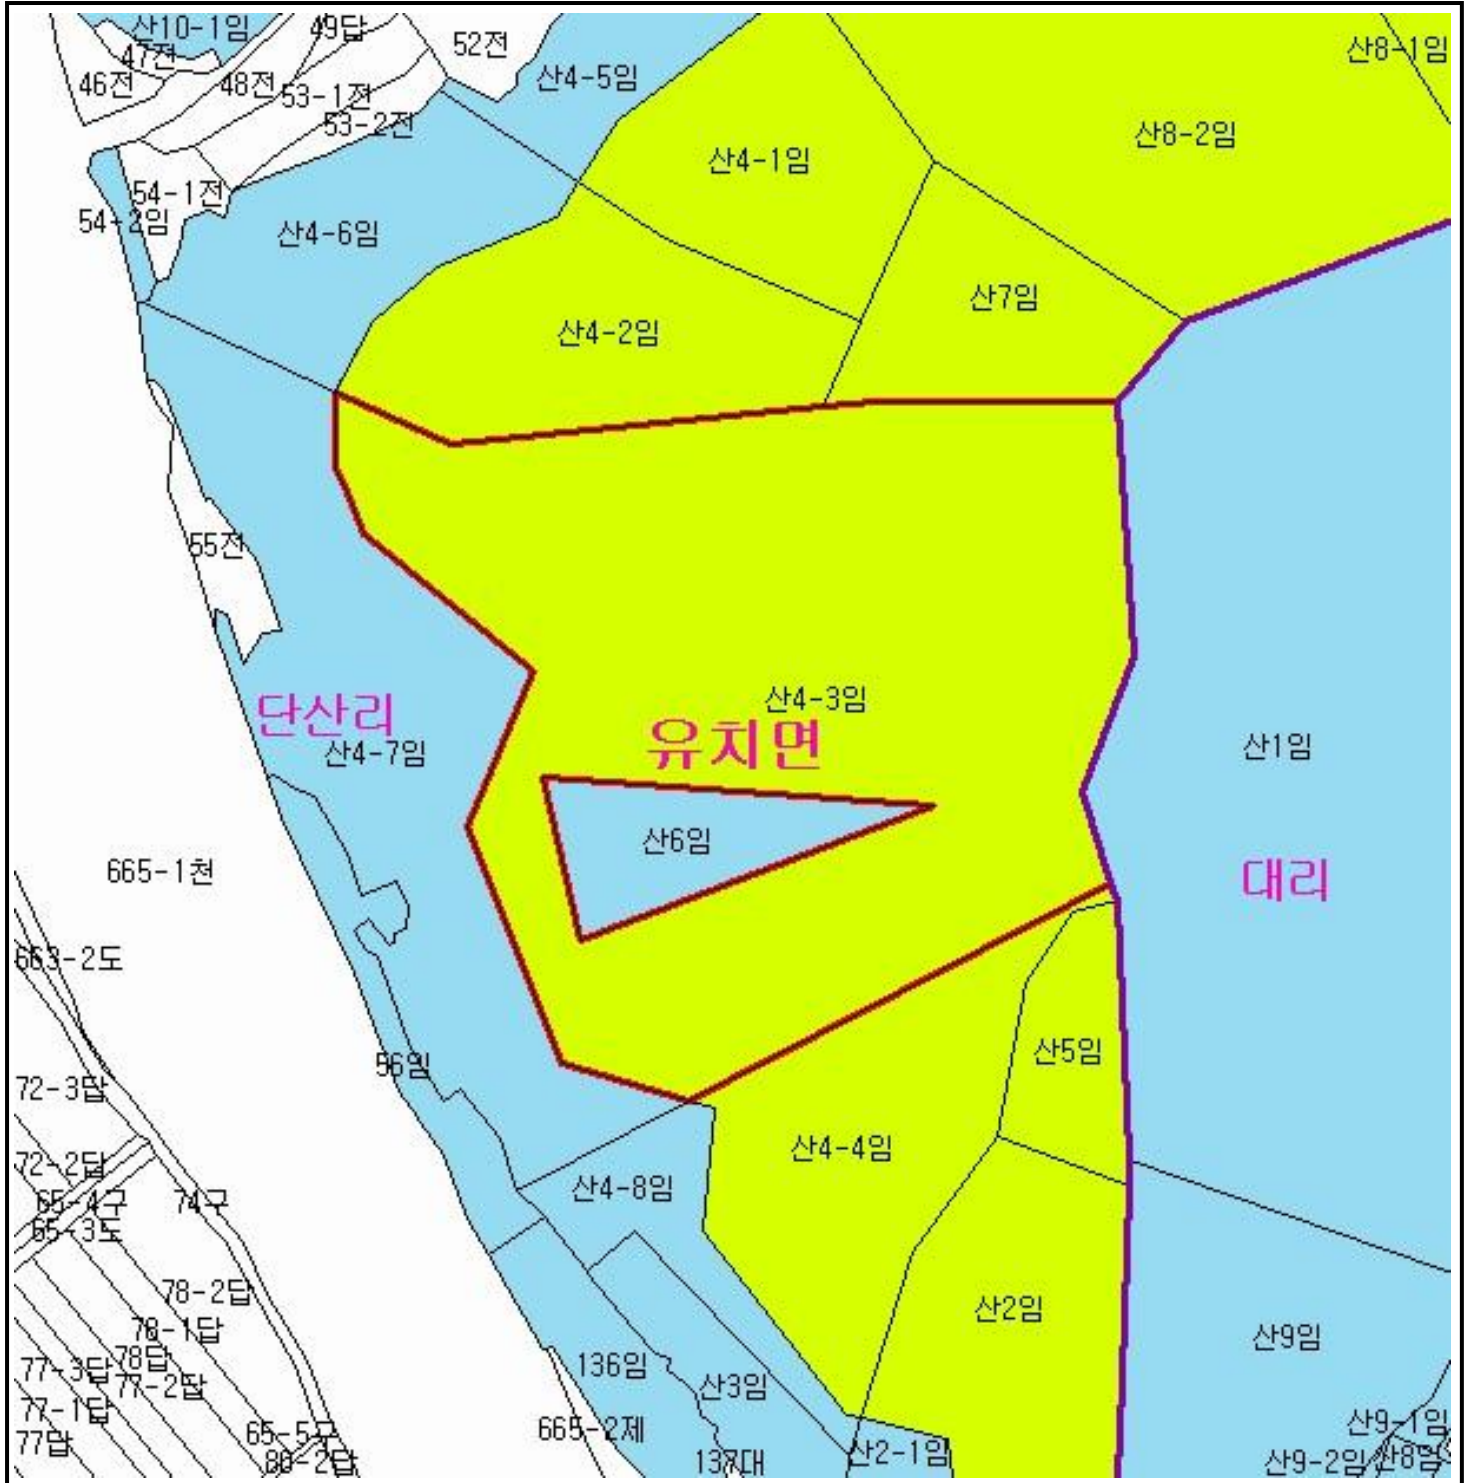 산10-1임
49답
52전
산8-1임
47전
산4-5임
46전
48전
53-1전
53-2전
산8-2임
산4-1임
54-1전
54-2임
산4-6임
산7임
산4-2임
55전
산4-3임
단산리
유치면
산4-7임
산1임
산6임
665-1천
대리
663-2도
산5임
56임
72-3답
산4-4임
72-2답
산4-8임
65-4구
74구
65-3도
78-2답
산2임
78-1답
산9임
78답
77-3답
136임
77-2답
산3임
77-1답
산9-1임
665-2제
65-5구
77답
산2-1임
80-2답
137대
산9-2임
산8임